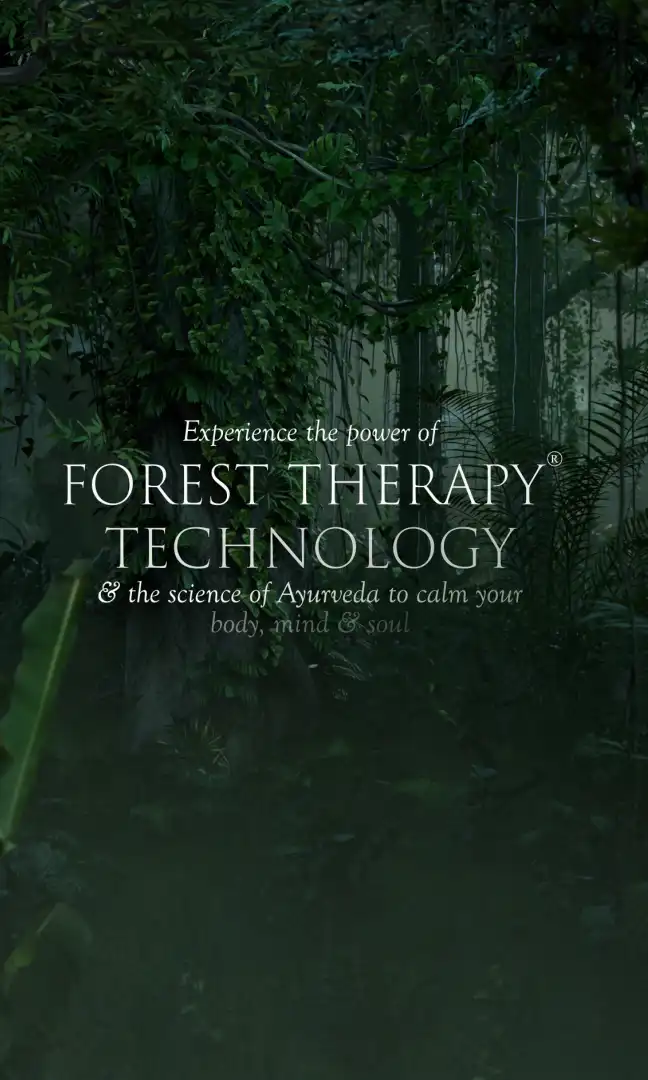 Experience the power of
FOREST THERAPY®
TECHNOLOGY
& the science of Ayurveda to calm your
body, mind & soul